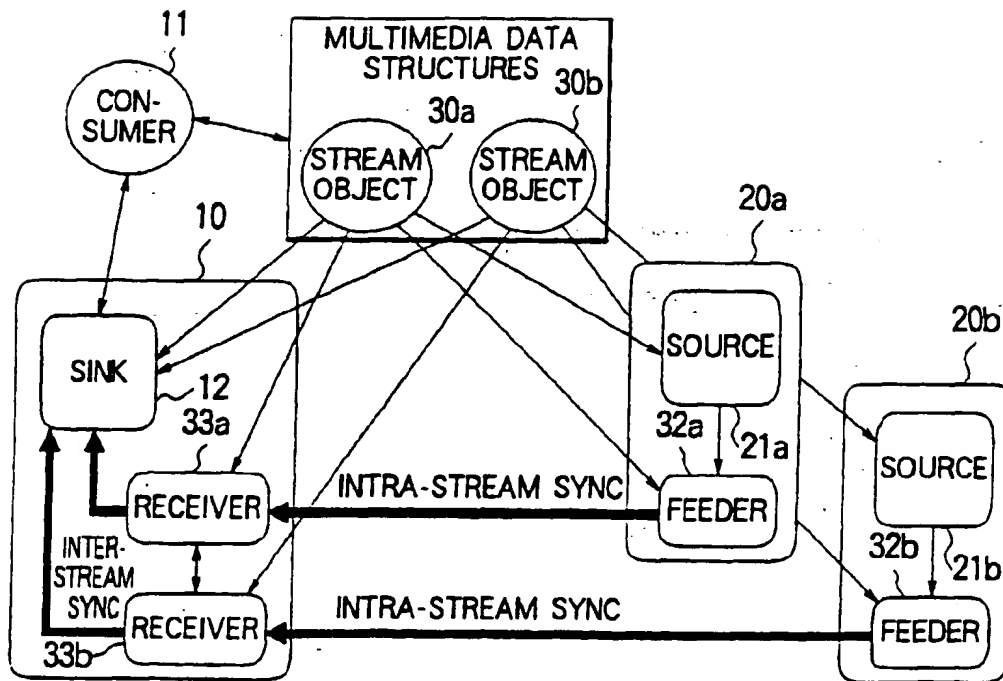 11
CON-
SUMER
MULTIMEDIA DATA
STRUCTURES
30a
30b
STREAM
OBJECT
STREAM
OBJECT
10
20a
20b
SINK
12
33a
SOURCE
32a
21a
SOURCE
RECEIVER
INTRA-STREAM SYNC
FEEDER
INTER-
STREAM
SYNC
32b
21b
RECEIVER
33b
INTRA-STREAM SYNC
FEEDER